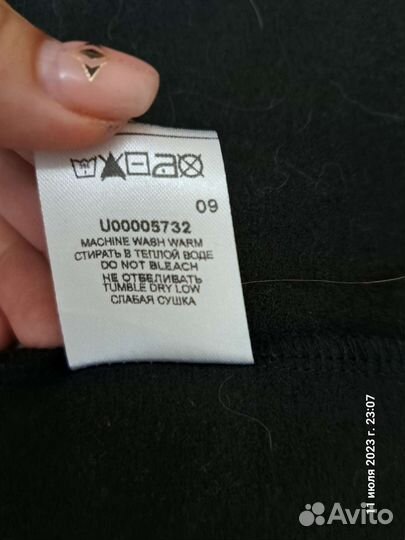 09
U00005732
MACHINE WASH WARM
СТИРАТЬ В ТЕПЛОЙ ВОДЕ
DO NOT BLEACH
НЕ ОТБЕЛИВАТЬ
TUMBLE DRY LOW
СЛАБАЯ СУШКА
11 июля 2023 г. 23:07
Avito